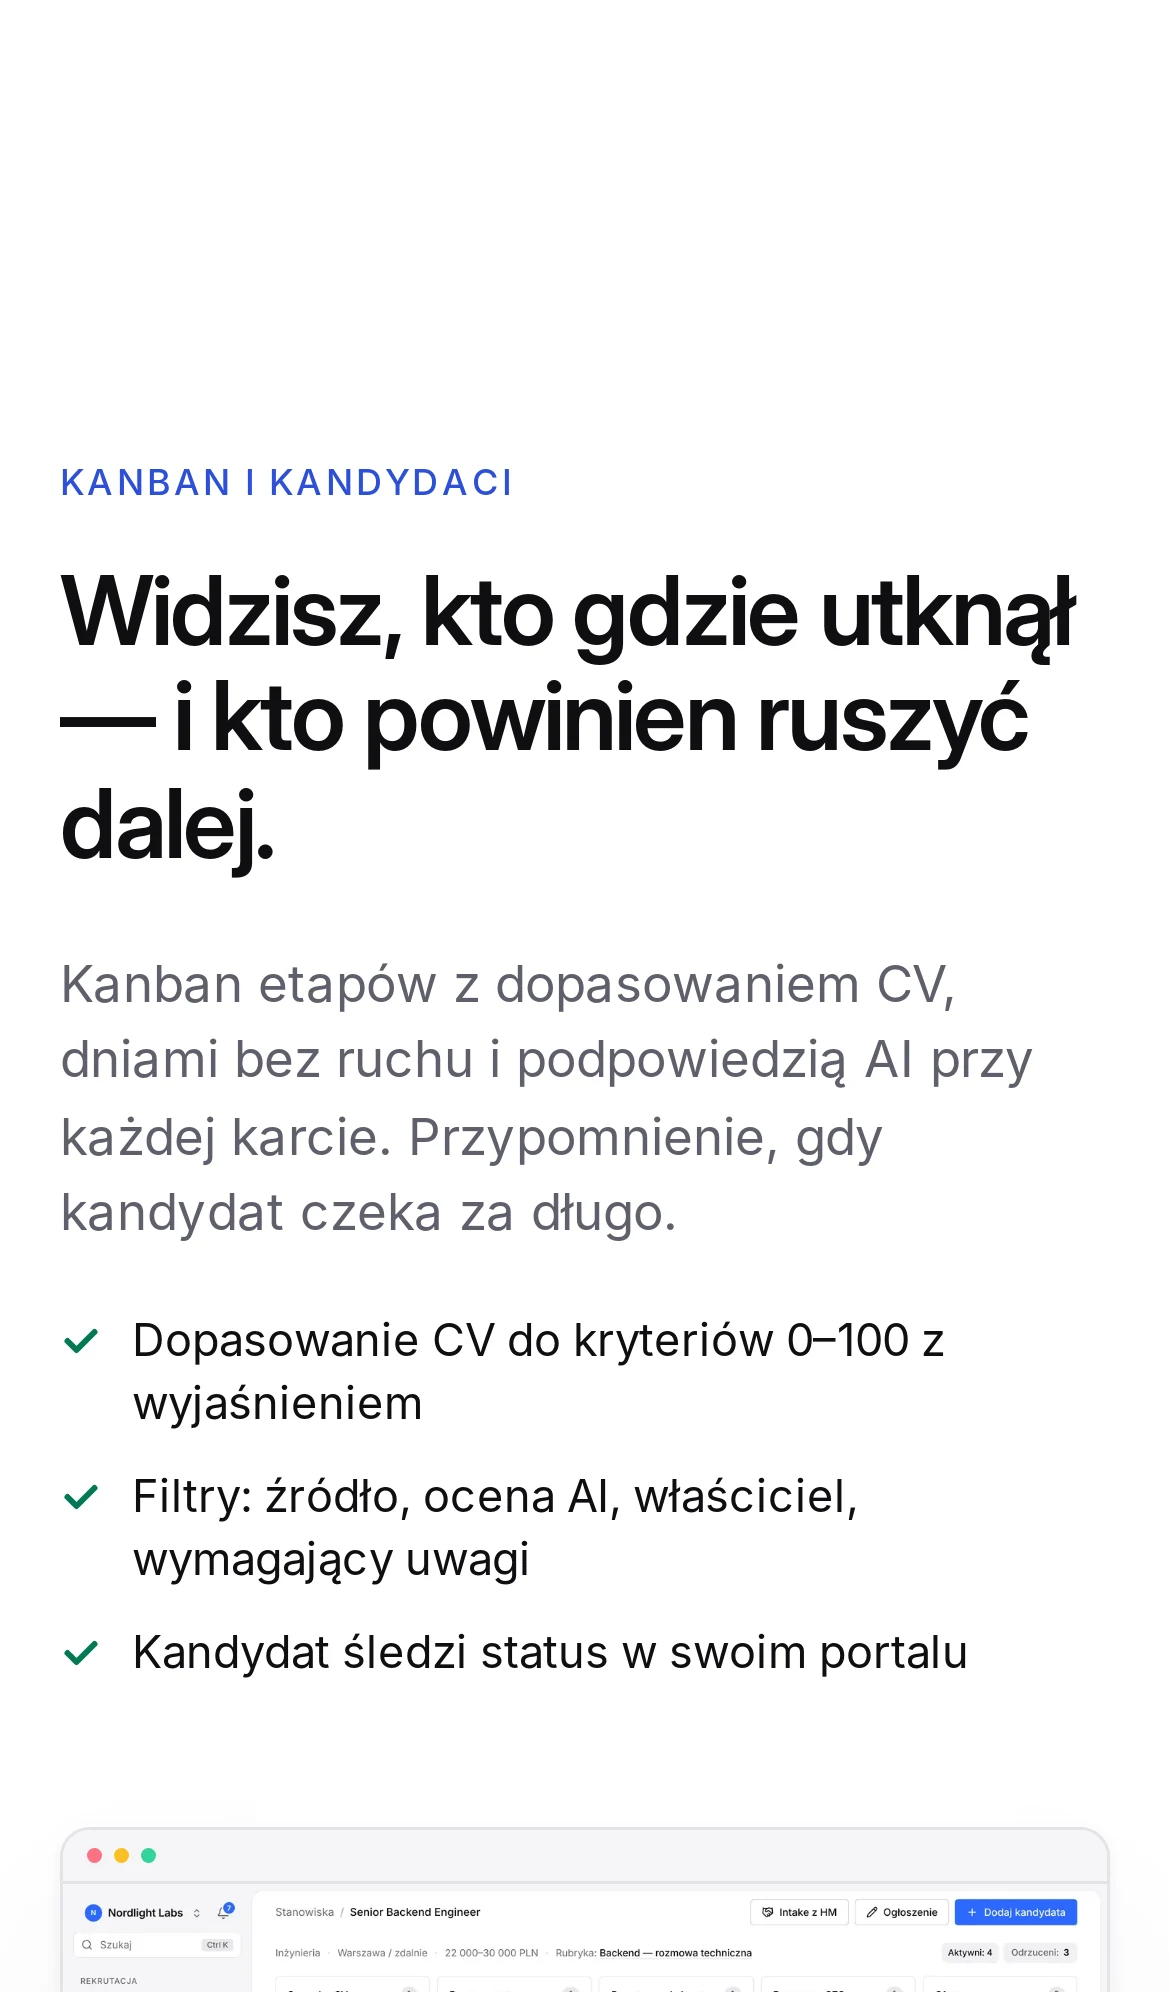 KANBAN I KANDYDACI
Widzisz, kto gdzie utknął
— i kto powinien ruszyć
dalej.
Kanban etapów z dopasowaniem CV,
dniami bez ruchu i podpowiedzią AI przy
każdej karcie. Przypomnienie, gdy
kandydat czeka za długo.
Dopasowanie CV do kryteriów 0–100 z
wyjaśnieniem
Filtry: źródło, ocena AI, właściciel,
wymagający uwagi
Kandydat śledzi status w swoim portalu
N Nordlight Labs 7
Stanowiska / Senior Backend Engineer
Intake z HM
Ogłoszenie
+ Dodaj kandydata
Szukaj Ctrl K
Inżynieria · Warszawa / zdalnie · 22 000–30 000 PLN · Rubryka: Backend — rozmowa techniczna
Aktywni: 4
Odrzuceni: 3
REKRUTACJA